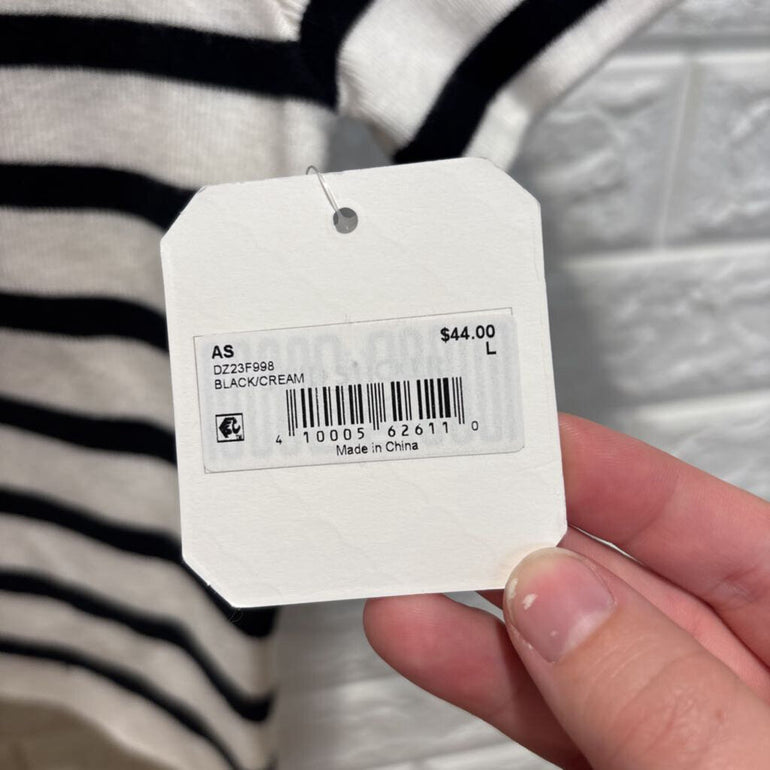 AS
$44.00
L
DZ23F998
BLACK/CREAM
4 10005 62611 0
Made in China